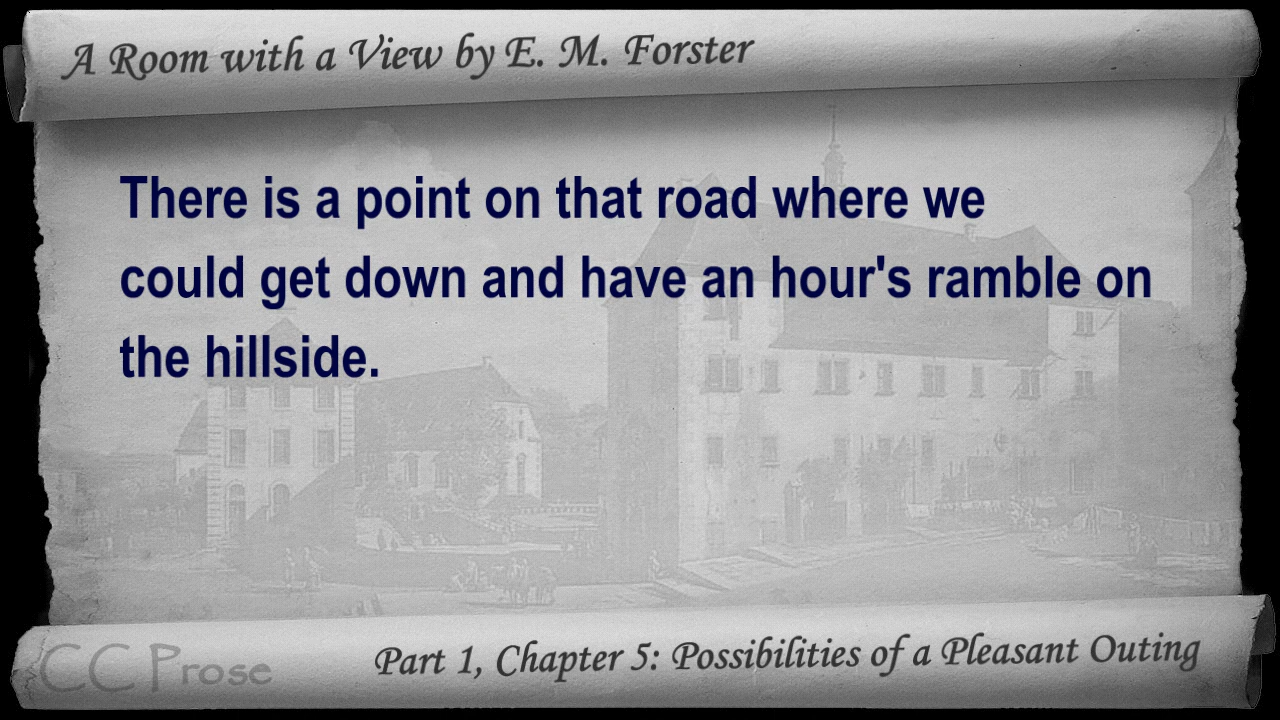 A Room with a View by E. M. Forster
There is a point on that road where we
could get down and have an hour's ramble on
the hillside.
CC Prose
Part 1, Chapter 5: Possibilities of a Pleasant Outing